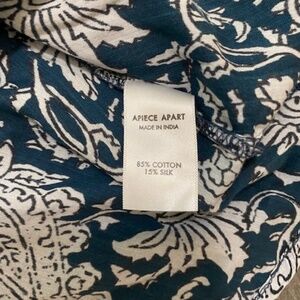 APIECE APART
MADE IN INDIA
85% COTTON
15% SILK